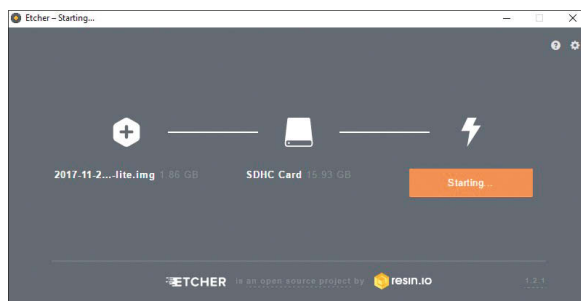 Etcher – Starting...
2017-11-2...-lite.img 1.86 GB
SDHC Card 15.93 GB
Starting...
ETCHER is an open source project by resin.io
1.2.1